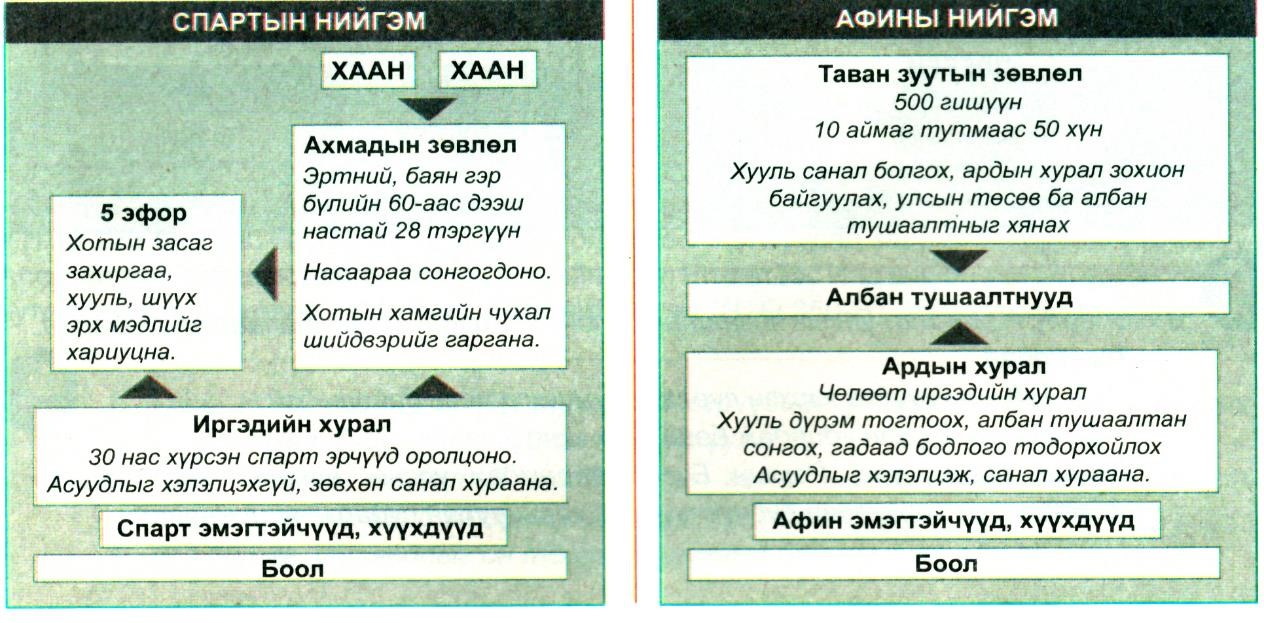 СПАРТЫН НИЙГЭМ
ХААН ХААН
Ахмадын зөвлөл
Эртний, баян гэр
бүлийн 60-аас дээш
настай 28 тэргүүн
Насаараа сонгогдоно.
Хотын хамгийн чухал
шийдвэрийг гаргана.
5 эфор
Хотын засаг
захиргаа,
хууль, шүүх
эрх мэдлийг
хариуцна.
Иргэдийн хурал
30 нас хүрсэн спарт эрчүүд оролцоно.
Асуудлыг хэлэлцэхгүй, зөвхөн санал хураана.
Спарт эмэгтэйчүүд, хүүхдүүд
Боол
АФИНЫ НИЙГЭМ
Таван зуутын зөвлөл
500 гишүүн
10 аймаг тутмаас 50 хүн
Хууль санал болгох, ардын хурал зохион
байгуулах, улсын төсөв ба албан
тушаалтныг хянах
Албан тушаалтнууд
Ардын хурал
Чөлөөт иргэдийн хурал
Хууль дүрэм тогтоох, албан тушаалтан
сонгох, гадаад бодлого тодорхойлох
Асуудлыг хэлэлцэж, санал хураана.
Афин эмэгтэйчүүд, хүүхдүүд
Боол